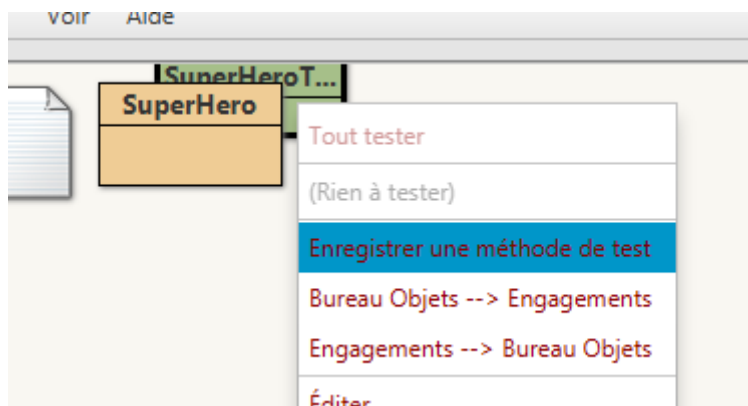 Voir Aide
SuperHeroT...
SuperHero
Tout tester
(Rien à tester)
Enregistrer une méthode de test
Bureau Objets --> Engagements
Engagements --> Bureau Objets
Éditer